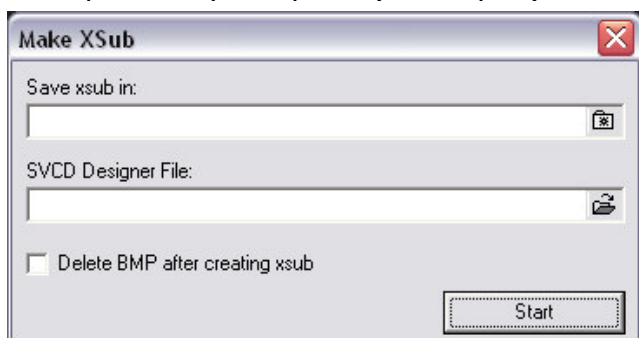 Make XSub
Save xsub in:
SVCD Designer File:
Delete BMP after creating xsub
Start